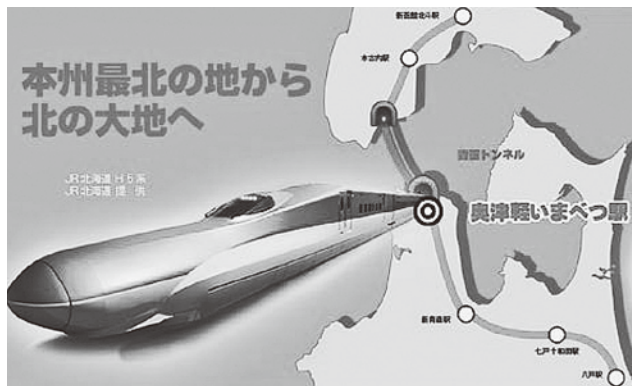 本州最北の地から
北の大地へ
JR北海道 H5系
JR北海道 提供
新函館北斗駅
木古内駅
青函トンネル
奥津軽いまべつ駅
新青森駅
七戸十和田駅
八戸駅